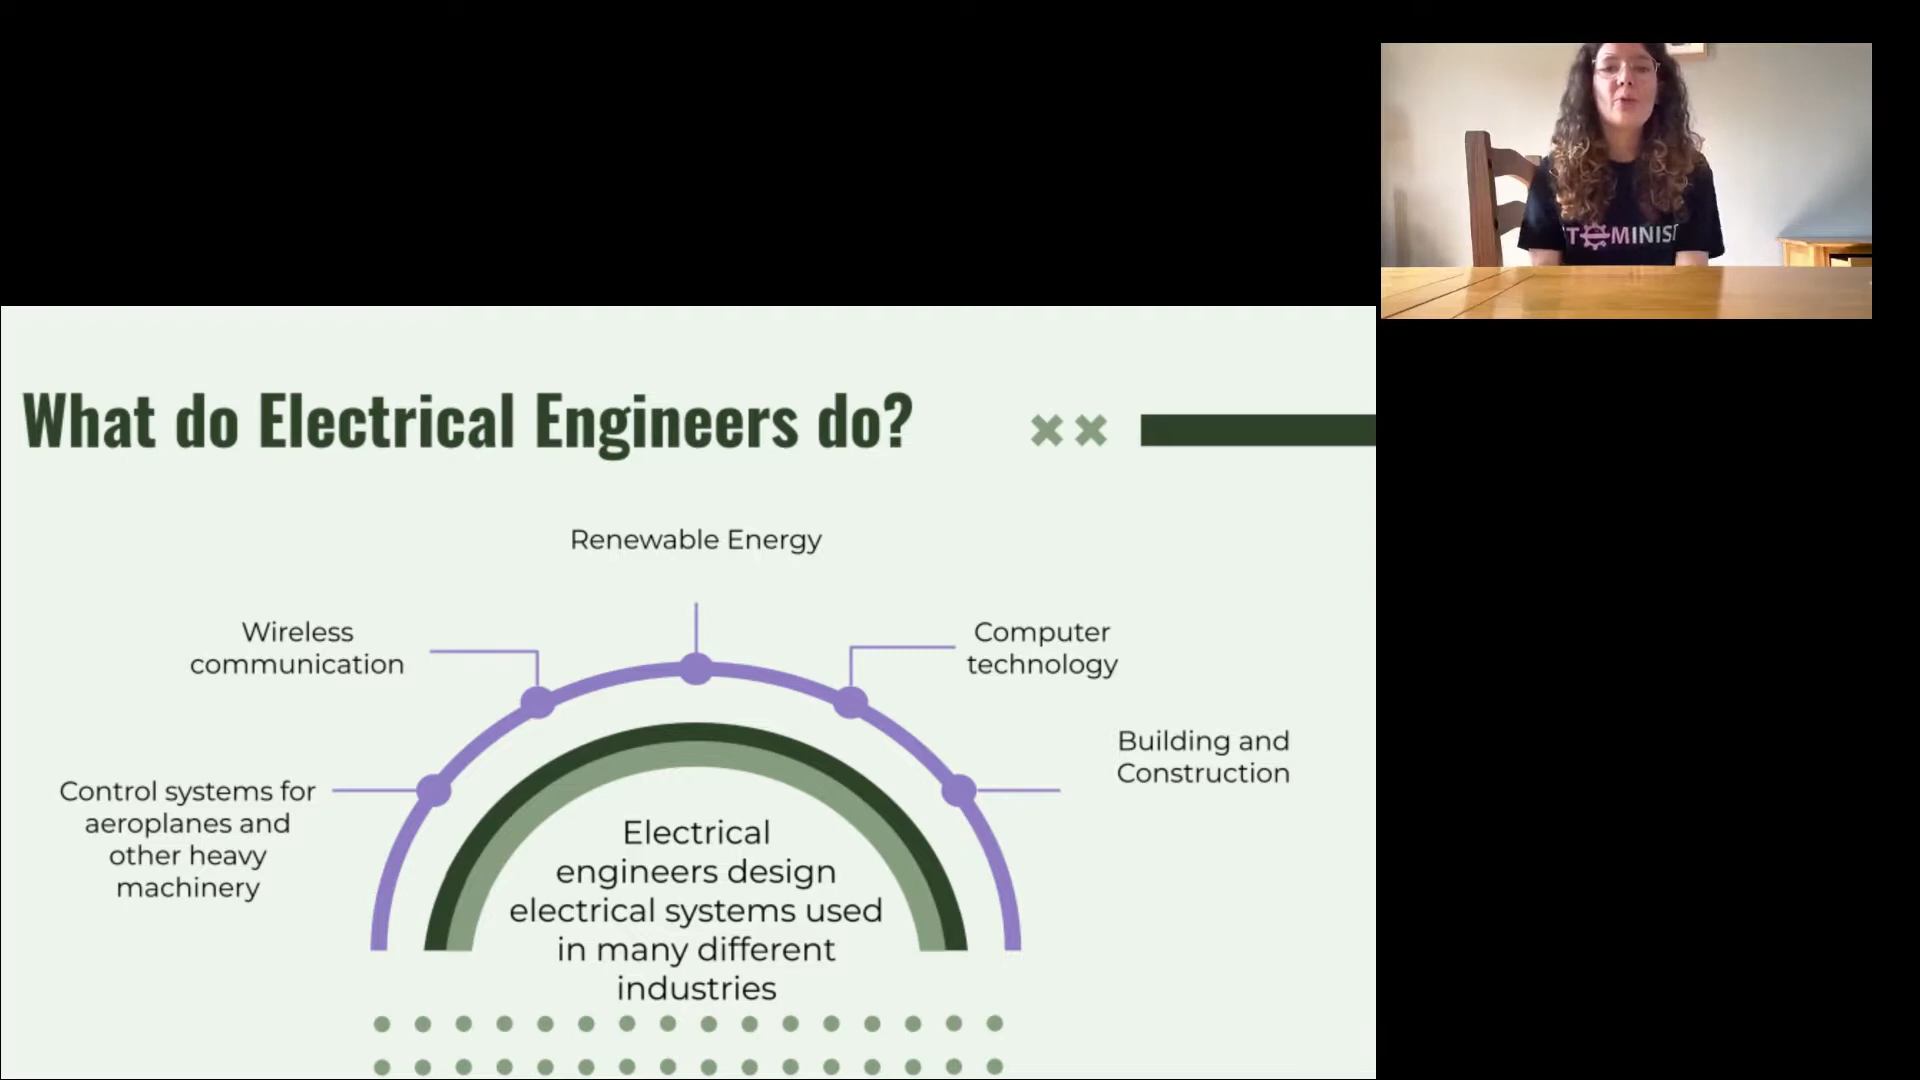 STEMINIST
What do Electrical Engineers do?
Renewable Energy
Wireless
communication
Computer
technology
Building and
Construction
Control systems for
aeroplanes and
other heavy
machinery
Electrical
engineers design
electrical systems used
in many different
industries